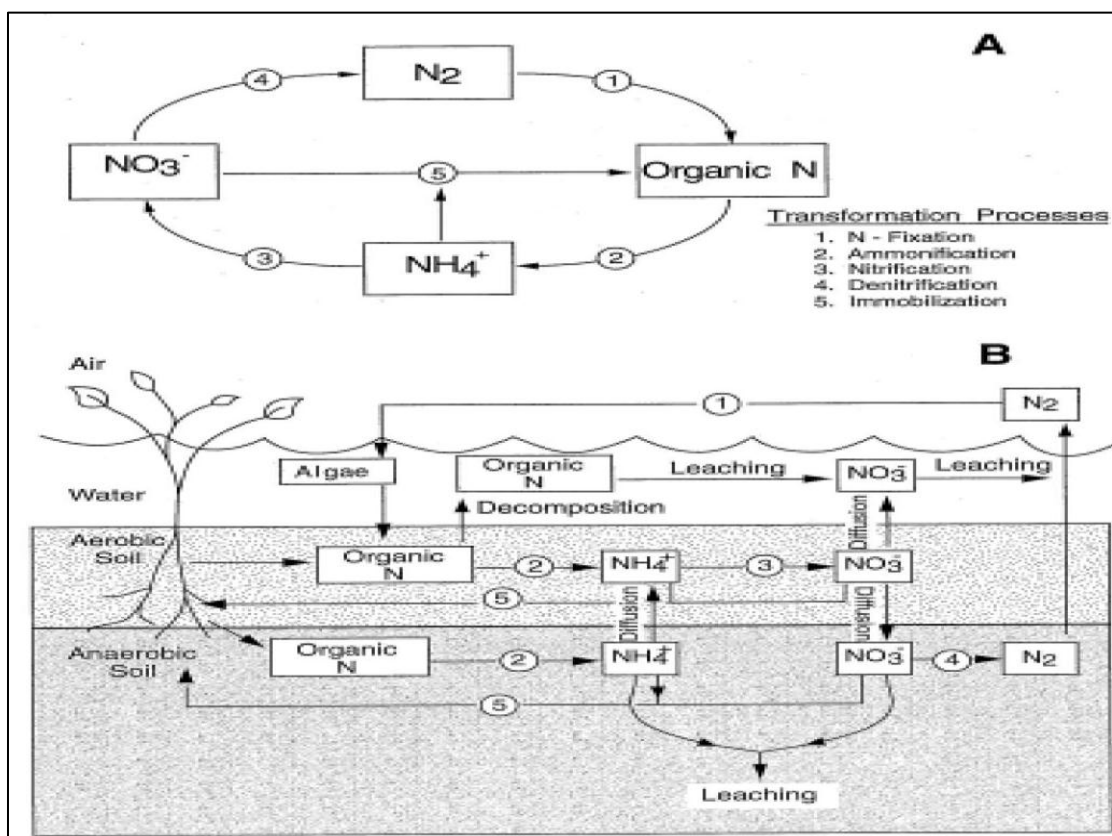 A
N2
4
1
NO3-
5
Organic N
3
NH4+
2
Transformation Processes
1. N - Fixation
2. Ammonification
3. Nitrification
4. Denitrification
5. Immobilization
B
Air
1
N2
Algae
Organic
N
Leaching
NO3-
Leaching
Water
Decomposition
Diffusion
Aerobic
Soil
Organic
N
2
NH4+
3
NO3-
5
Diffusion
Diffusion
Anaerobic
Soil
Organic
N
2
NH4+
NO3-
4
N2
5
Leaching